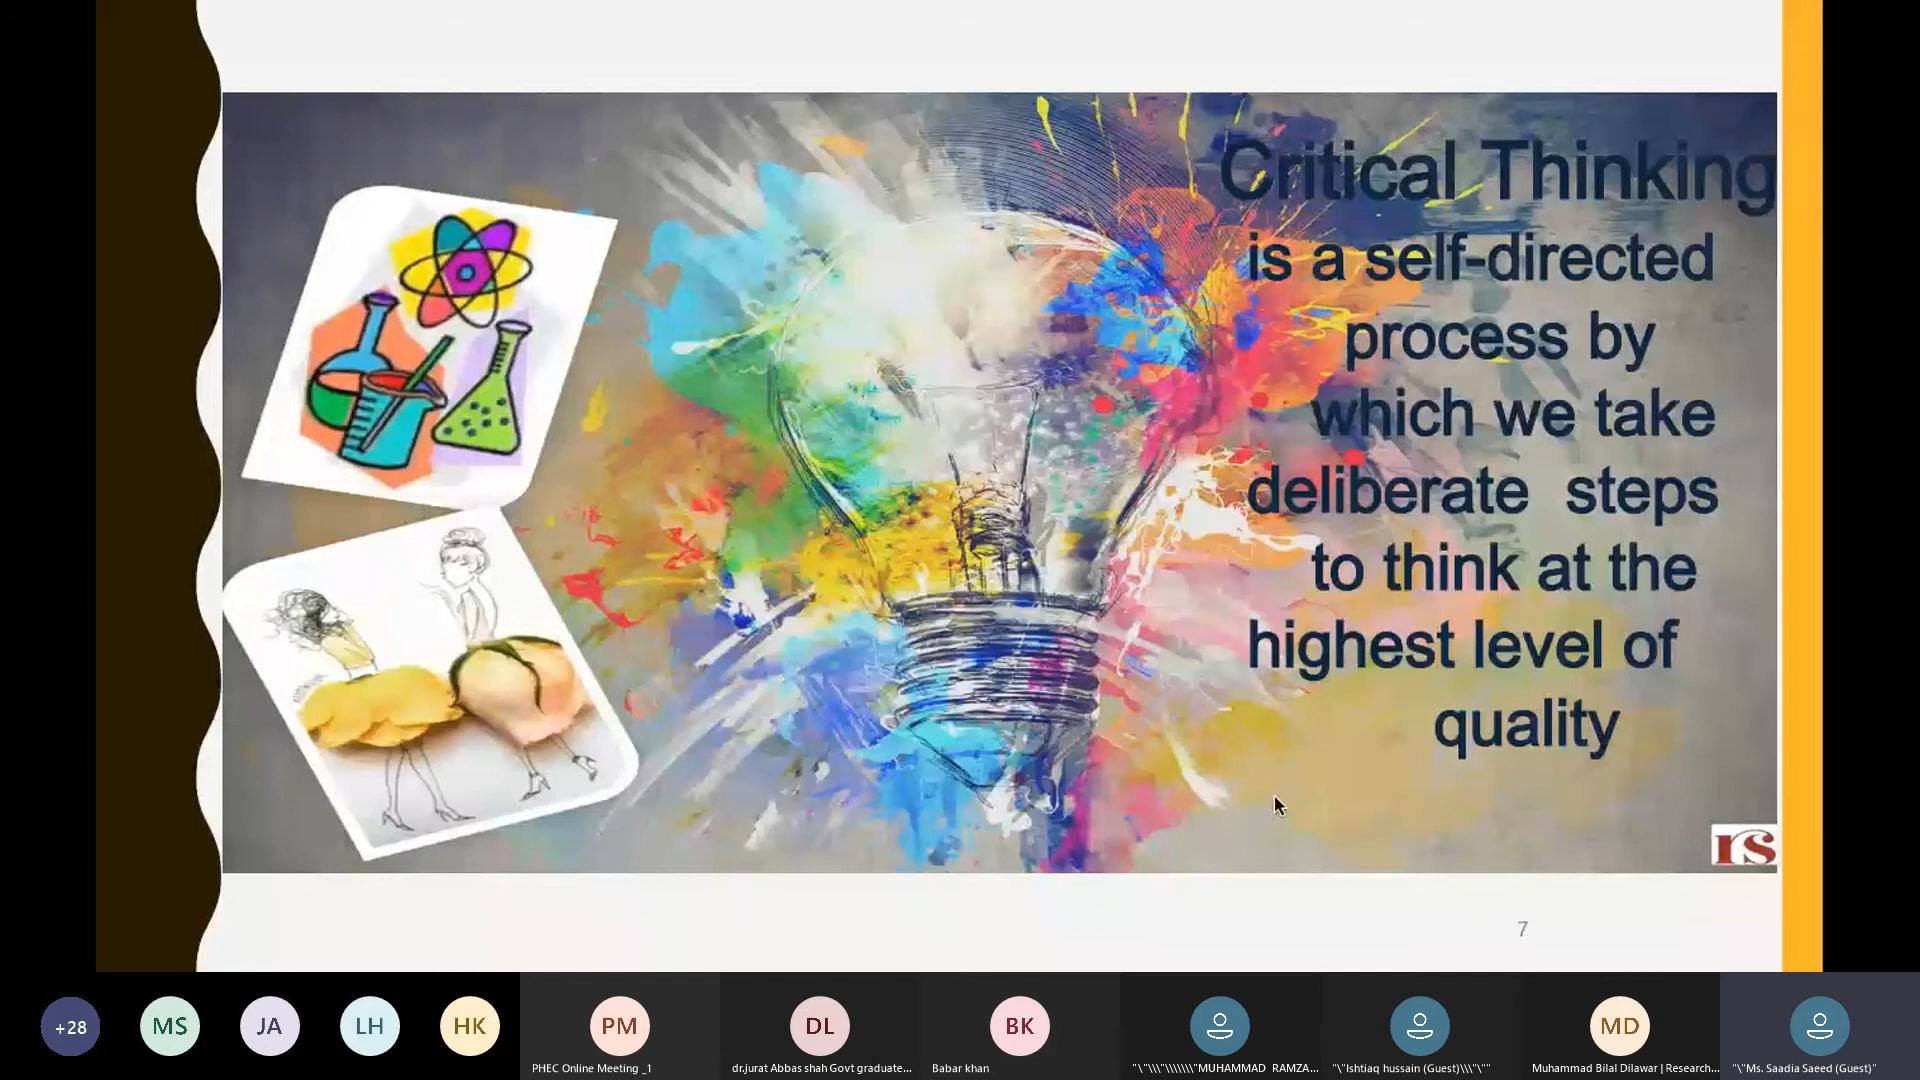 Critical Thinking
is a self-directed
process by
which we take
deliberate steps
to think at the
highest level of
quality
rs
7
+28
MS
JA
LH
HK
PM
DL
BK
MD
PHEC Online Meeting _1
dr.jurat Abbas shah Govt graduate...
Babar khan
"\"\\\"\\\\\\\"MUHAMMAD RAMZA...
"\"Ishtiaq hussain (Guest)\\\"\""
Muhammad Bilal Dilawar | Research...
"\"Ms. Saadia Saeed (Guest)"